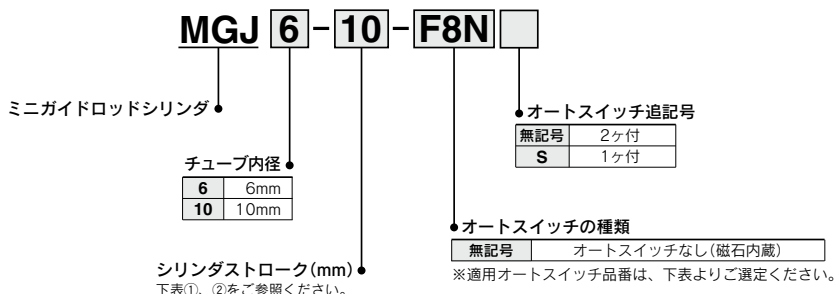 MGJ 6-10-F8N
ミニガイドロッドシリンダ
オートスイッチ追記号
無記号 2ヶ付
S 1ヶ付
チューブ内径
6 6mm
10 10mm
オートスイッチの種類
無記号 オートスイッチなし(磁石内蔵)
※適用オートスイッチ品番は、下表よりご選定ください。
シリンダストローク(mm)
下表①、②をご参照ください。